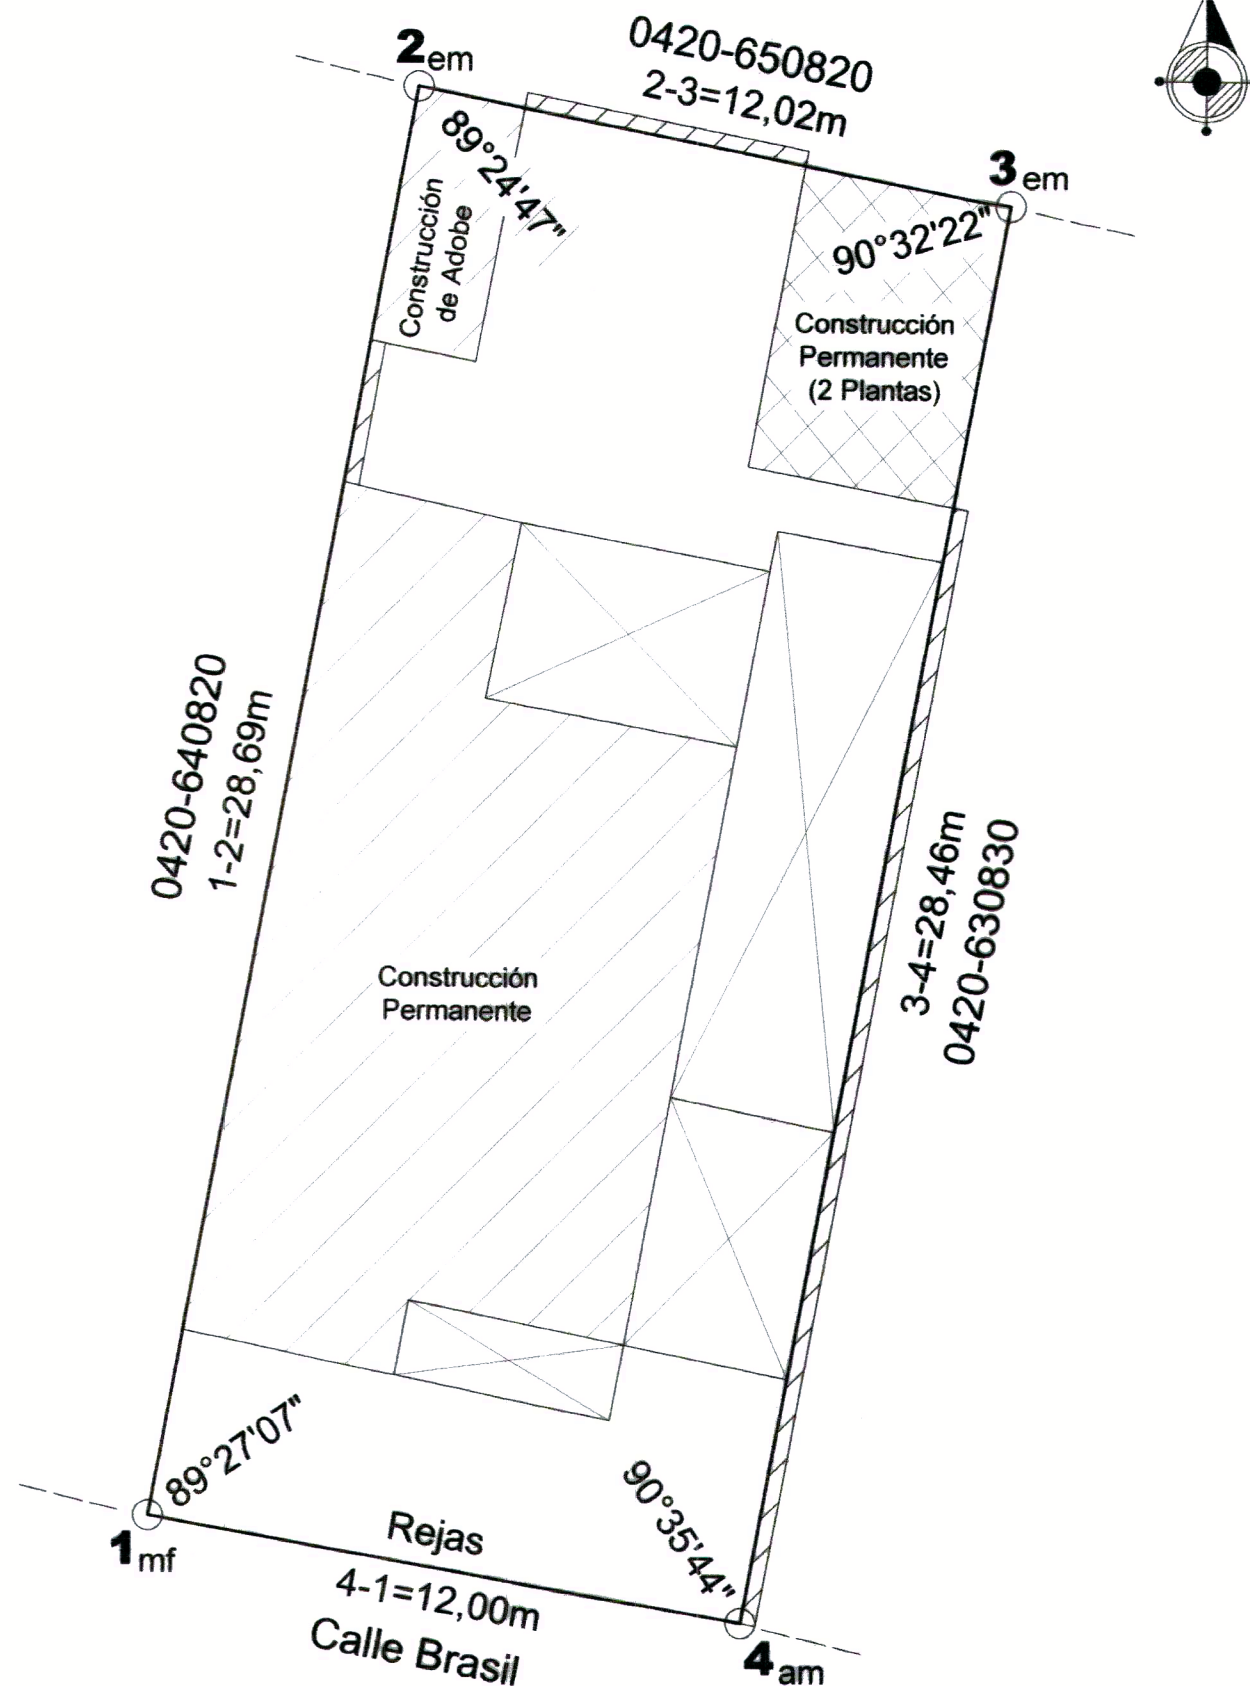 0420-650820
2-3=12,02m
2em
3em
89°24'47"
90°32'22"
Construcción
de Adobe
Construcción
Permanente
(2 Plantas)
0420-640820
1-2=28,69m
3-4=28,46m
0420-630830
Construcción
Permanente
89°27'07"
90°35'44"
1mf
Rejas
4-1=12,00m
Calle Brasil
4am